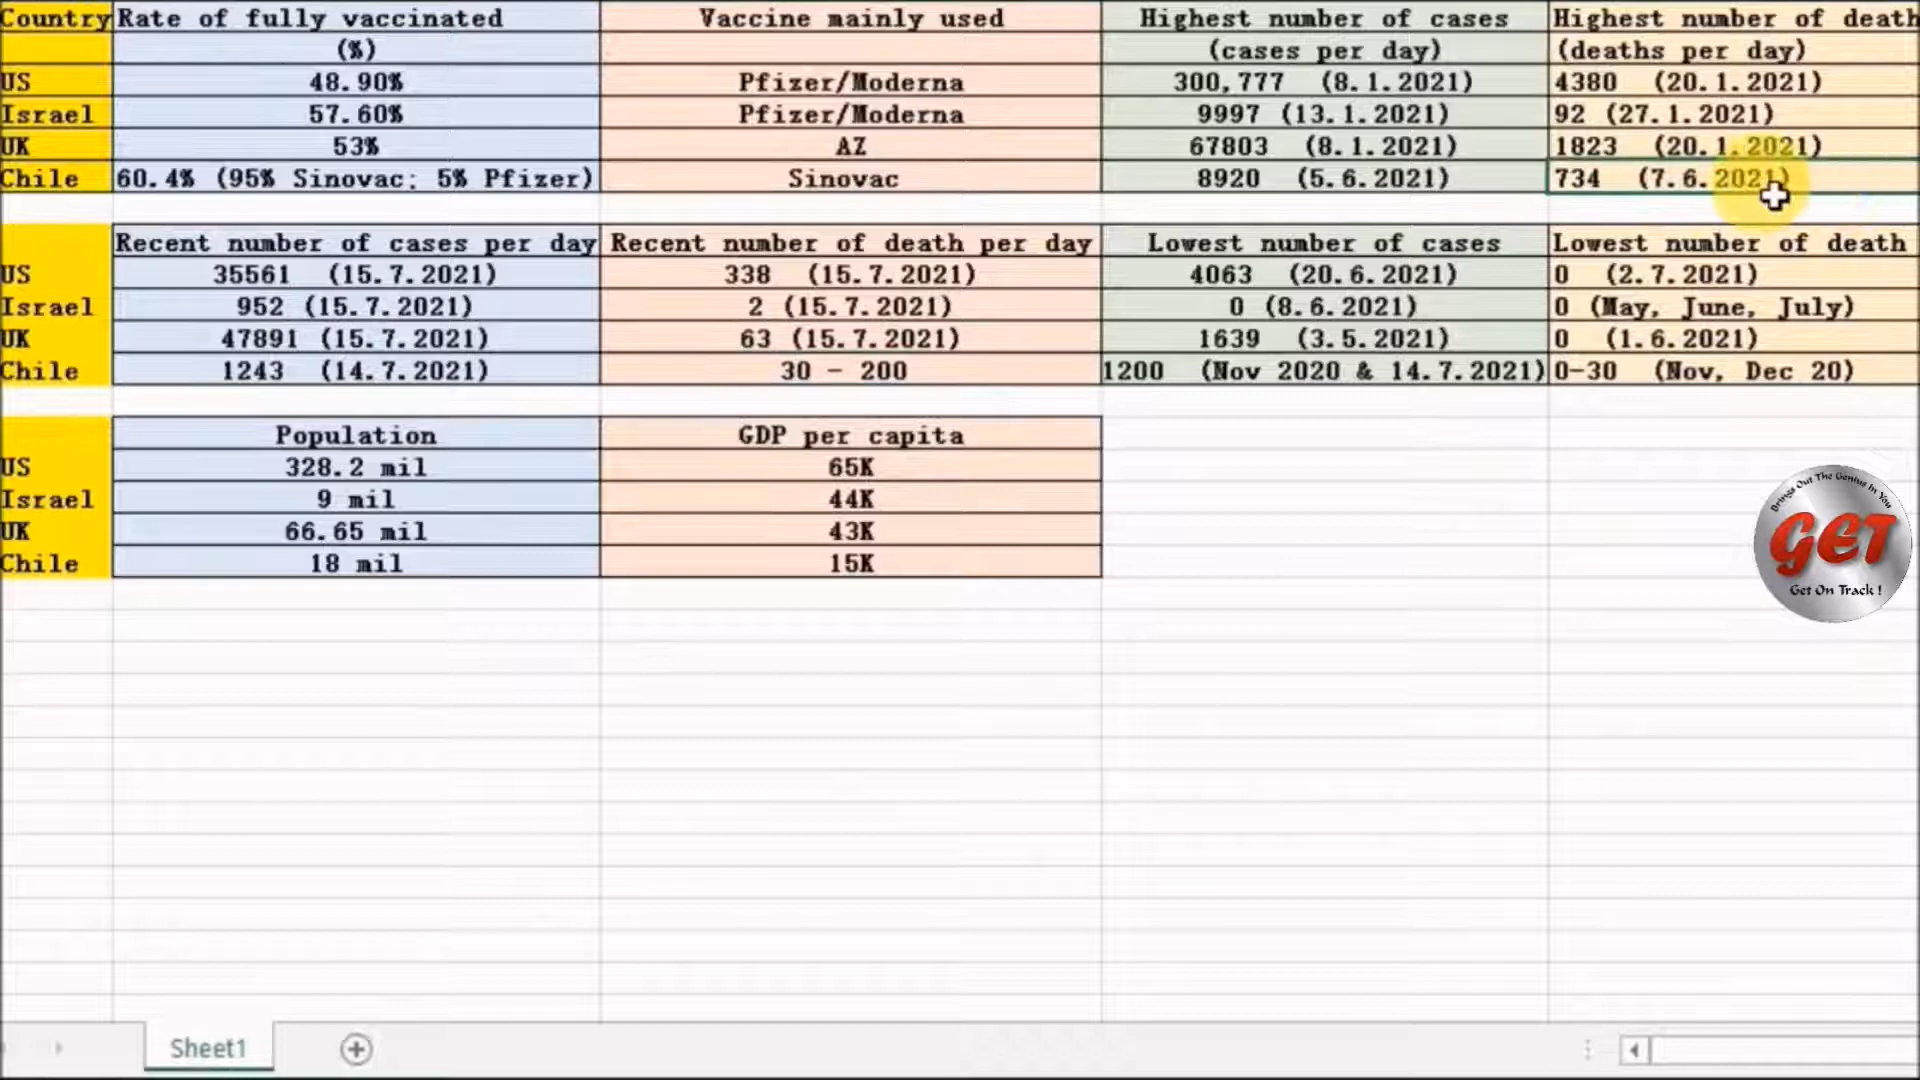 Country Rate of fully vaccinated Vaccine mainly used Highest number of cases Highest number of death
(%) (cases per day) (deaths per day)
US 48.90% Pfizer/Moderna 300,777 (8.1.2021) 4380 (20.1.2021)
Israel 57.60% Pfizer/Moderna 9997 (13.1.2021) 92 (27.1.2021)
UK 53% AZ 67803 (8.1.2021) 1823 (20.1.2021)
Chile 60.4% (95% Sinovac; 5% Pfizer) Sinovac 8920 (5.6.2021) 734 (7.6.2021)
Recent number of cases per day Recent number of death per day Lowest number of cases Lowest number of death
US 35561 (15.7.2021) 338 (15.7.2021) 4063 (20.6.2021) 0 (2.7.2021)
Israel 952 (15.7.2021) 2 (15.7.2021) 0 (8.6.2021) 0 (May, June, July)
UK 47891 (15.7.2021) 63 (15.7.2021) 1639 (3.5.2021) 0 (1.6.2021)
Chile 1243 (14.7.2021) 30 - 200 1200 (Nov 2020 & 14.7.2021) 0-30 (Nov, Dec 20)
Population GDP per capita
US 328.2 mil 65K
Israel 9 mil 44K
UK 66.65 mil 43K
Chile 18 mil 15K
Brings Out The Genius In You
GET
Get On Track !
Sheet1